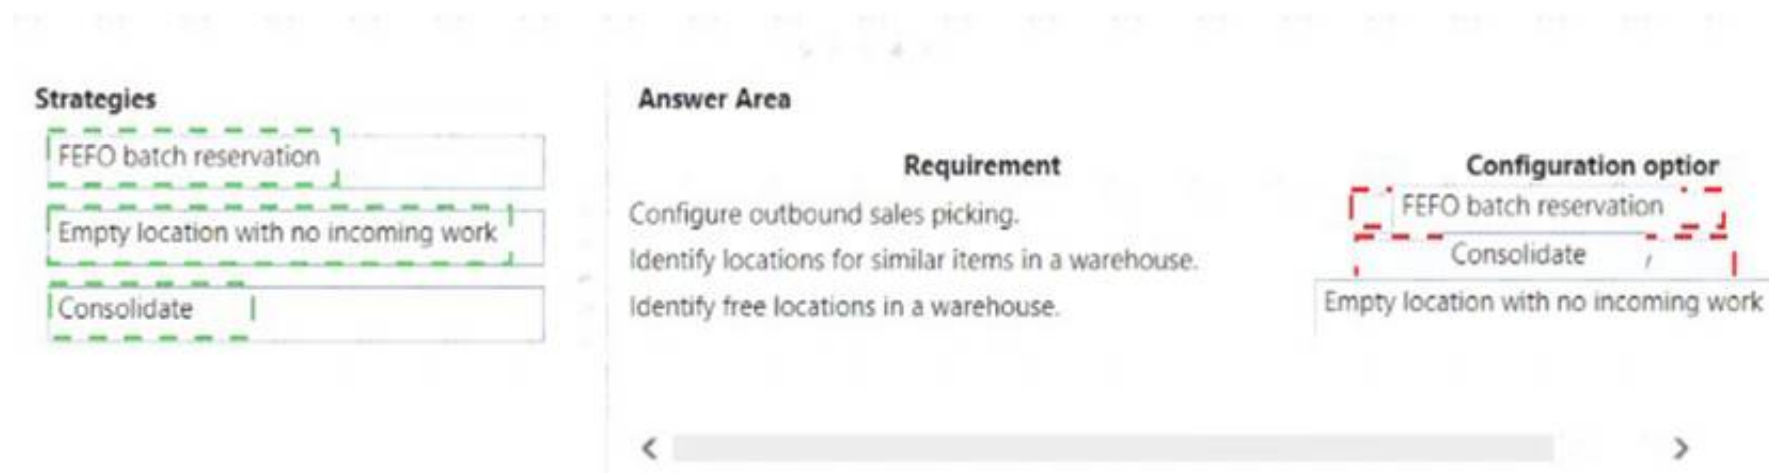 Strategies
FEFO batch reservation
Empty location with no incoming work
Consolidate
Answer Area
Requirement
Configuration optior
Configure outbound sales picking.
FEFO batch reservation
Identify locations for similar items in a warehouse.
Consolidate
Identify free locations in a warehouse.
Empty location with no incoming work